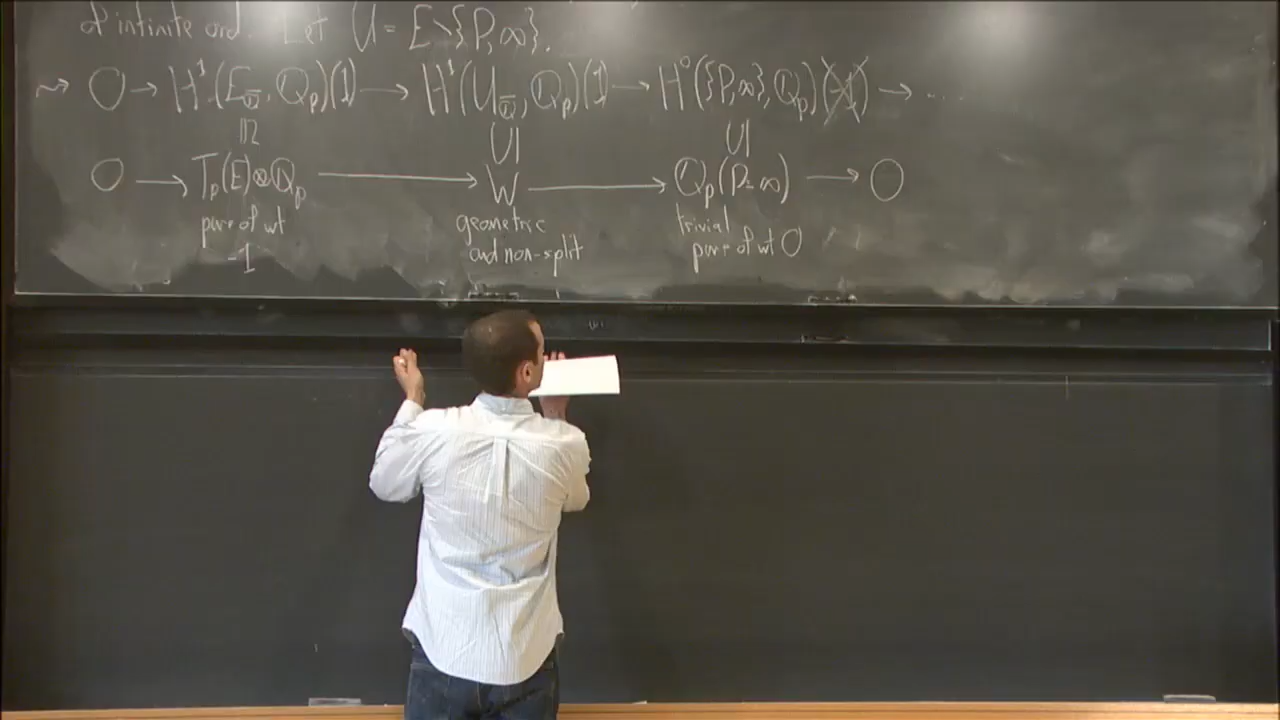 of infinite ord. Let U = E∖{P,∞}.
⇝ 0 → H¹(E_Q̄, Q_p)(1) → H¹(U_Q̄, Q_p)(1) → H⁰({P,∞}, Q_p) → ....
0 → T_p(E)⊗Q_p → W → Q_p(P-∞) → 0
pure of wt -1
geometric and non-split
trivial pure of wt 0